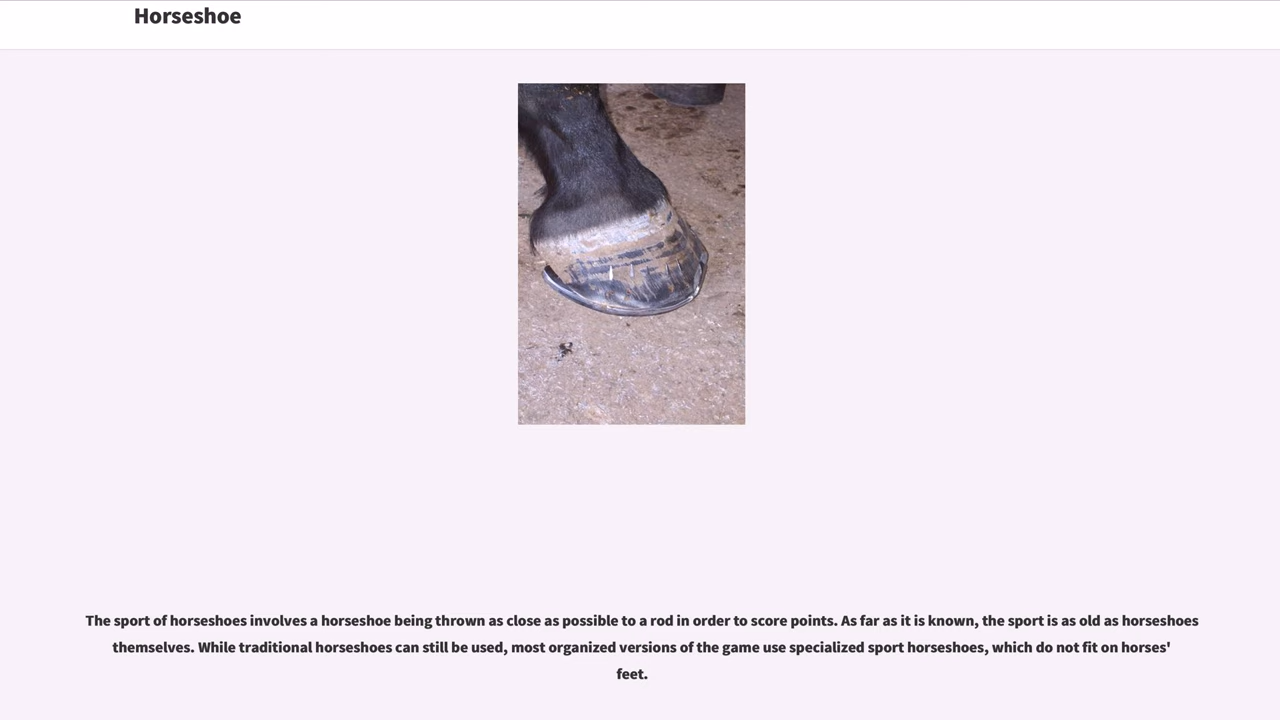 Horseshoe
The sport of horseshoes involves a horseshoe being thrown as close as possible to a rod in order to score points. As far as it is known, the sport is as old as horseshoes
themselves. While traditional horseshoes can still be used, most organized versions of the game use specialized sport horseshoes, which do not fit on horses'
feet.